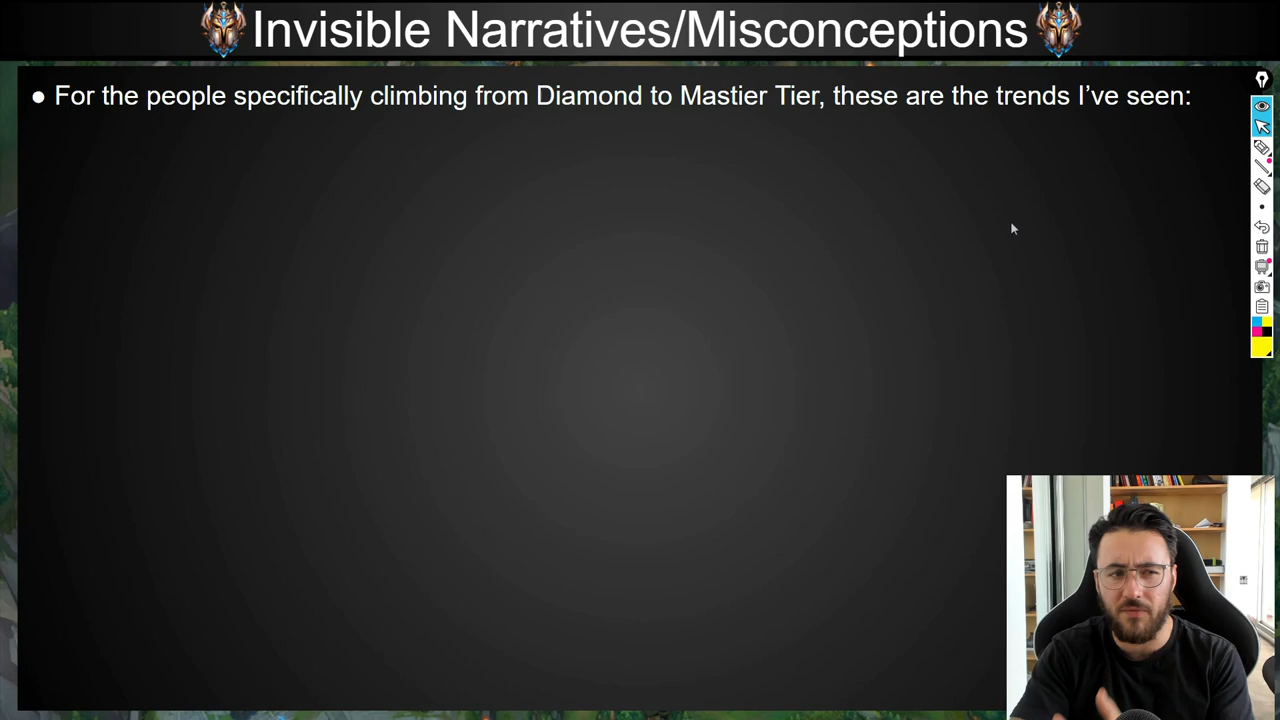 Invisible Narratives/Misconceptions
● For the people specifically climbing from Diamond to Mastier Tier, these are the trends I’ve seen: